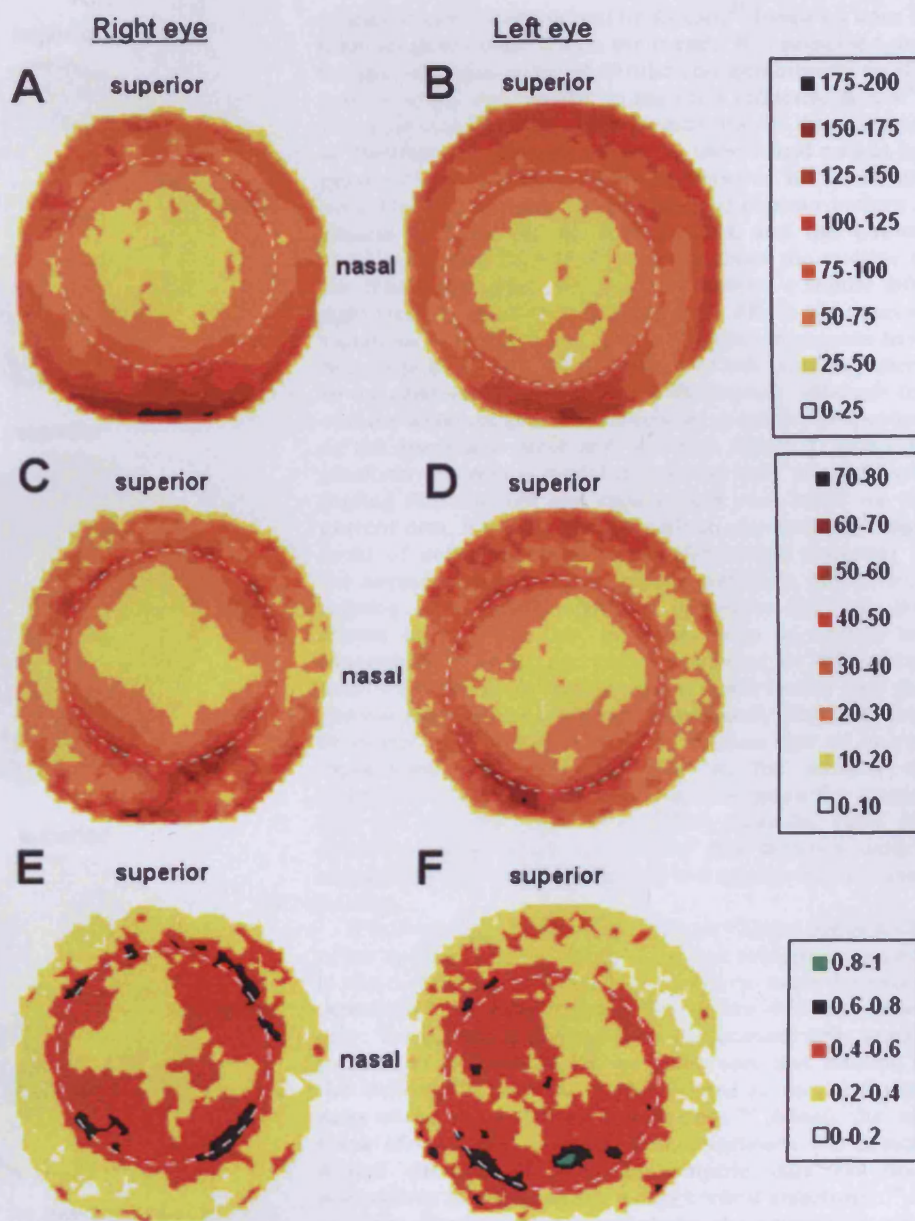 Right eye
Left eye
A
superior
B
superior
175-200
150-175
125-150
100-125
75-100
50-75
25-50
0-25
nasal
C
superior
D
superior
70-80
60-70
50-60
40-50
30-40
20-30
10-20
0-10
nasal
E
superior
F
superior
0.8-1
0.6-0.8
0.4-0.6
0.2-0.4
0-0.2
nasal